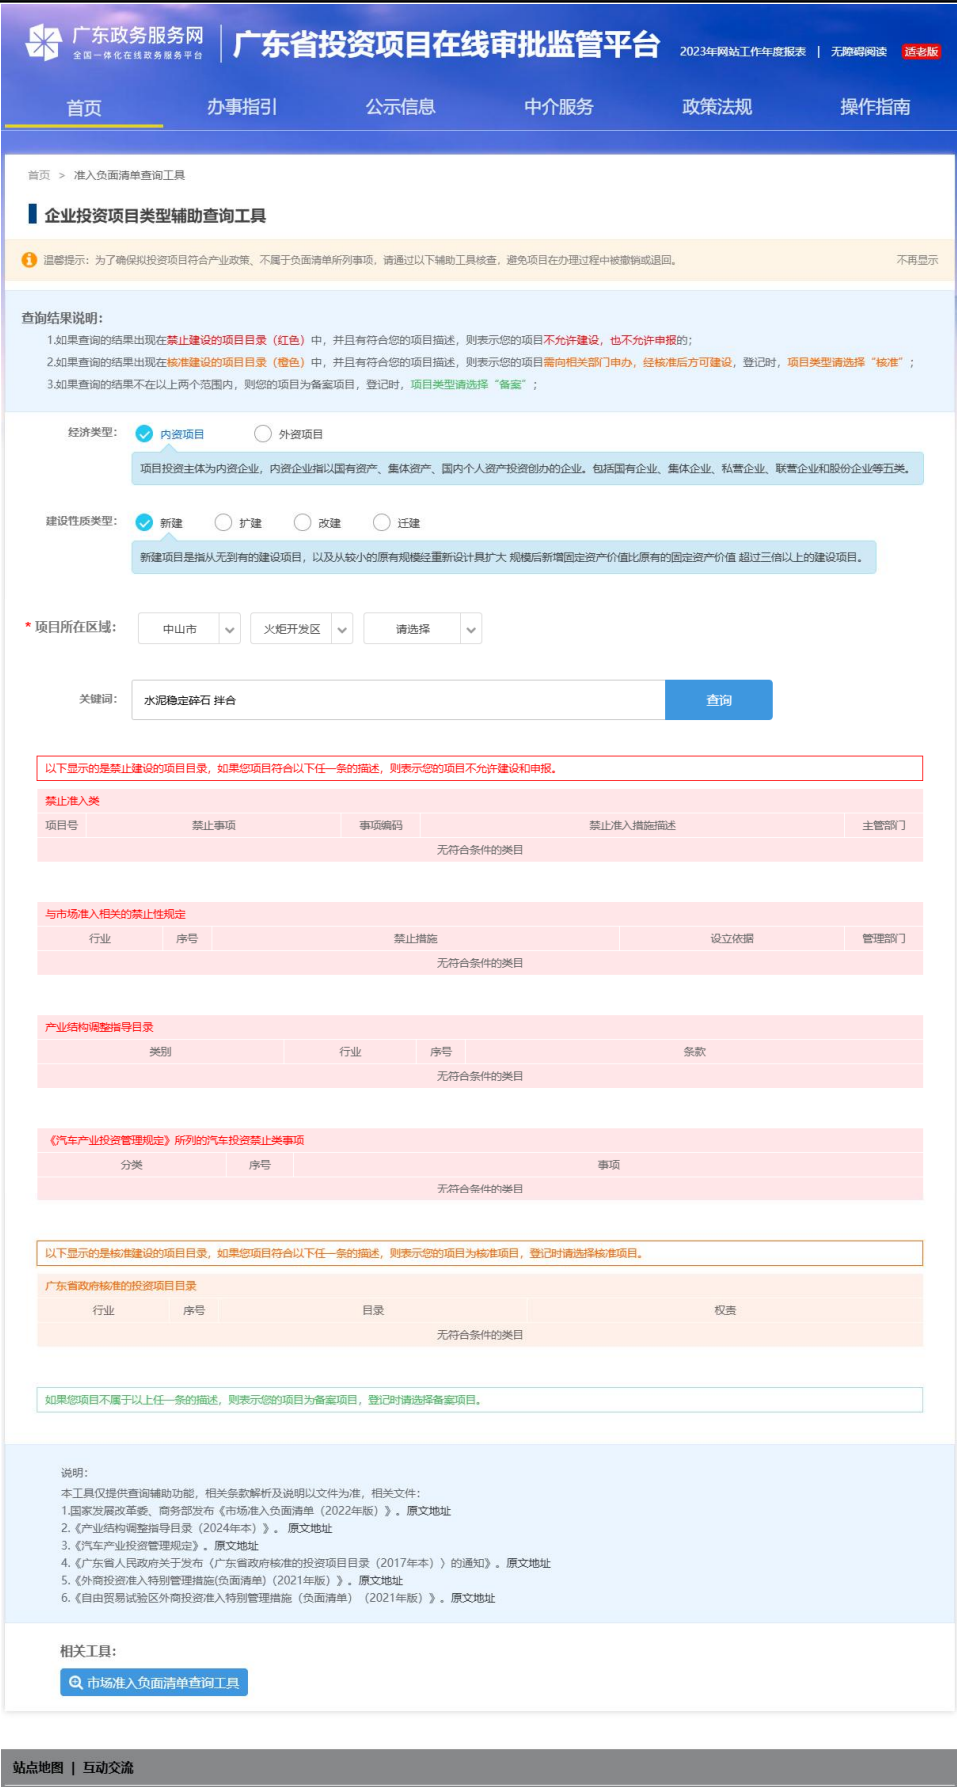 广东政务服务网
全国一体化在线政务服务平台
广东省投资项目在线审批监管平台
2023年网站工作年度报表 | 无障碍阅读 适老版
首页 办事指引 公示信息 中介服务 政策法规 操作指南
首页 > 准入负面清单查询工具
企业投资项目类型辅助查询工具
温馨提示：为了确保拟投资项目符合产业政策、不属于负面清单所列事项，请通过以下辅助工具核查，避免项目在办理过程中被撤销或退回。 不再显示
查询结果说明：
1.如果查询的结果出现在禁止建设的项目目录（红色）中，并且有符合您的项目描述，则表示您的项目不允许建设，也不允许申报的；
2.如果查询的结果出现在核准建设的项目目录（橙色）中，并且有符合您的项目描述，则表示您的项目需向相关部门申办，经核准后方可建设，登记时，项目类型请选择“核准”；
3.如果查询的结果不在以上两个范围内，则您的项目为备案项目，登记时，项目类型请选择“备案”；
经济类型： 内资项目 外资项目
项目投资主体为内资企业，内资企业指以国有资产、集体资产、国内个人资产投资创办的企业。包括国有企业、集体企业、私营企业、联营企业和股份企业等五类。
建设性质类型： 新建 扩建 改建 迁建
新建项目是指从无到有的建设项目，以及从较小的原有规模经重新设计具扩大 规模后新增固定资产价值比原有的固定资产价值 超过三倍以上的建设项目。
* 项目所在区域： 中山市 火炬开发区 请选择
关键词： 水泥稳定碎石 拌合 查询
以下显示的是禁止建设的项目目录，如果您项目符合以下任一条的描述，则表示您的项目不允许建设和申报。
禁止准入类
项目号 禁止事项 事项编码 禁止准入措施描述 主管部门
无符合条件的类目
与市场准入相关的禁止性规定
行业 序号 禁止措施 设立依据 管理部门
无符合条件的类目
产业结构调整指导目录
类别 行业 序号 条款
无符合条件的类目
《汽车产业投资管理规定》所列的汽车投资禁止类事项
分类 序号 事项
无符合条件的类目
以下显示的是核准建设的项目目录，如果您项目符合以下任一条的描述，则表示您的项目为核准项目，登记时请选择核准项目。
广东省政府核准的投资项目目录
行业 序号 目录 权责
无符合条件的类目
如果您项目不属于以上任一条的描述，则表示您的项目为备案项目，登记时请选择备案项目。
说明：
本工具仅提供查询辅助功能，相关条款解析及说明以文件为准，相关文件：
1.国家发展改革委、商务部发布《市场准入负面清单（2022年版）》。原文地址
2.《产业结构调整指导目录（2024年本）》。原文地址
3.《汽车产业投资管理规定》。原文地址
4.《广东省人民政府关于发布〈广东省政府核准的投资项目目录（2017年本）〉的通知》。原文地址
5.《外商投资准入特别管理措施(负面清单)（2021年版）》。原文地址
6.《自由贸易试验区外商投资准入特别管理措施（负面清单）（2021年版）》。原文地址
相关工具：
市场准入负面清单查询工具
站点地图 | 互动交流